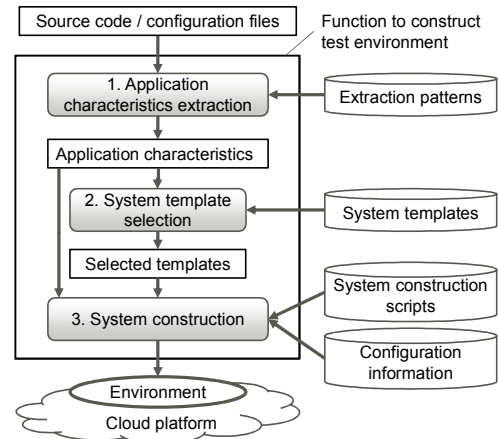 Source code / configuration files
Function to construct
test environment
1. Application
characteristics extraction
Extraction patterns
Application characteristics
2. System template
selection
System templates
Selected templates
System construction
scripts
3. System construction
Configuration
information
Environment
Cloud platform